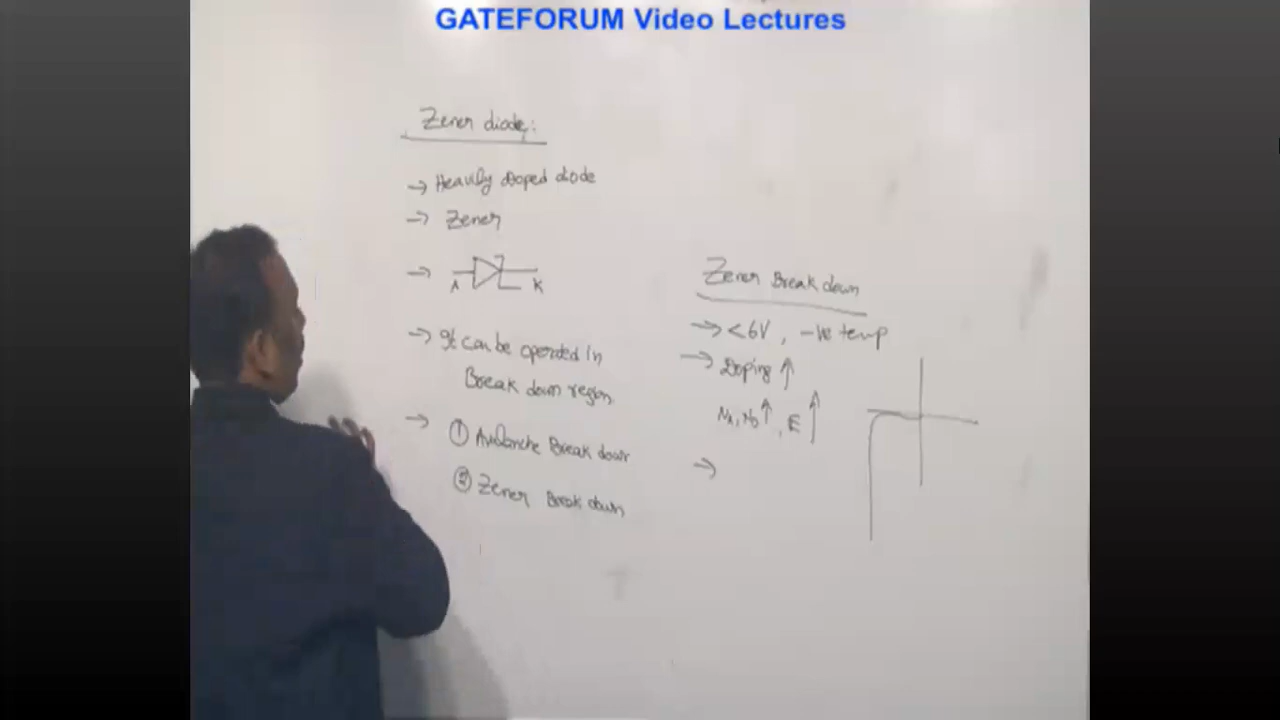 GATEFORUM Video Lectures
Zener diode:
→ Heavily Doped diode
→ Zener
→
A K
→ It can be operated in
Break down region
→ ① Avalanche Break down
② Zener Break down
Zener Break down
→ <6V, -ve temp
→ Doping ↑
NA, ND ↑, E ↑
→